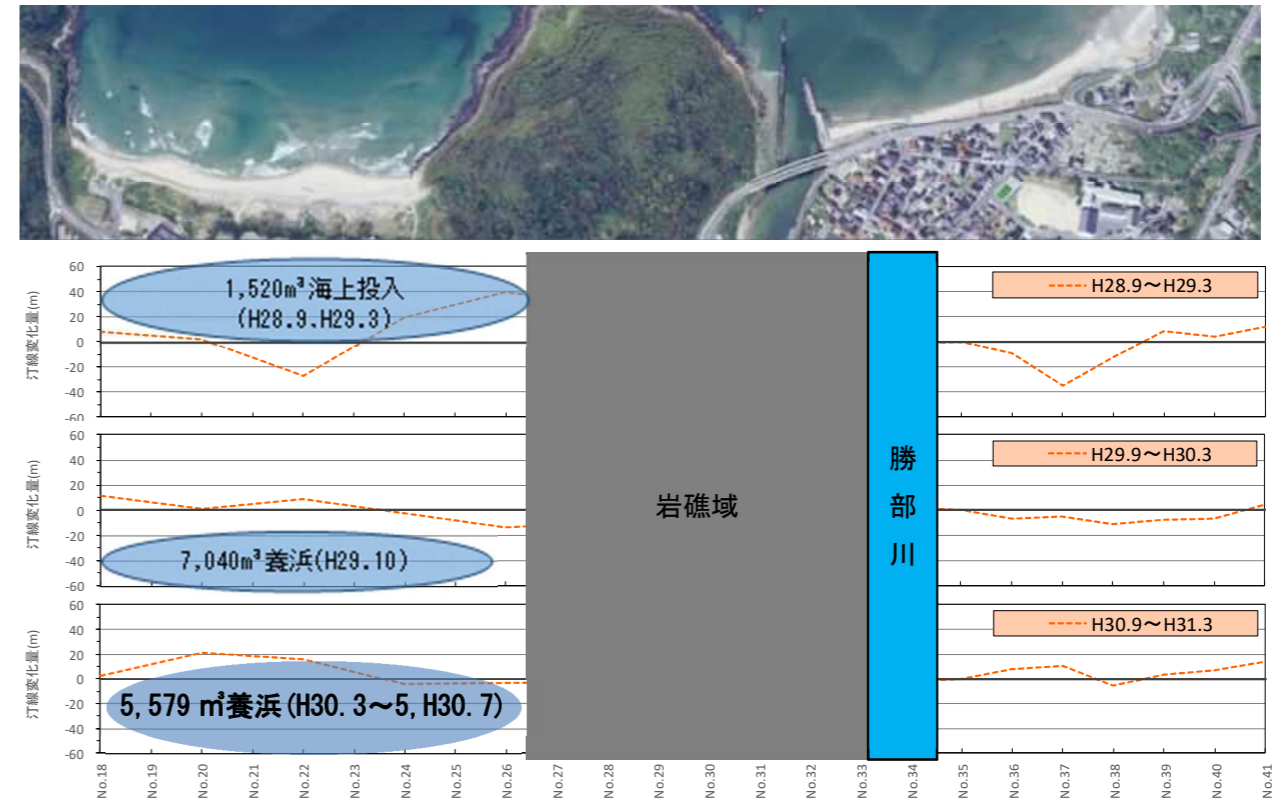 60
40
20
0
-20
-40
-60
汀線変化量(m)
1,520m³海上投入
(H28.9、H29.3)
H28.9～H29.3
60
40
20
0
-20
-40
-60
汀線変化量(m)
7,040m³養浜(H29.10)
H29.9～H30.3
岩礁域
勝
部
川
60
40
20
0
-20
-40
-60
汀線変化量(m)
5,579 ㎥養浜(H30.3～5,H30.7)
H30.9～H31.3
No.18
No.19
No.20
No.21
No.22
No.23
No.24
No.25
No.26
No.27
No.28
No.29
No.30
No.31
No.32
No.33
No.34
No.35
No.36
No.37
No.38
No.39
No.40
No.41